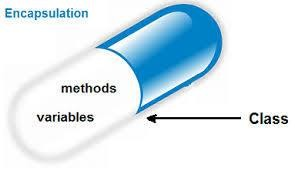 Encapsulation
methods
variables
Class